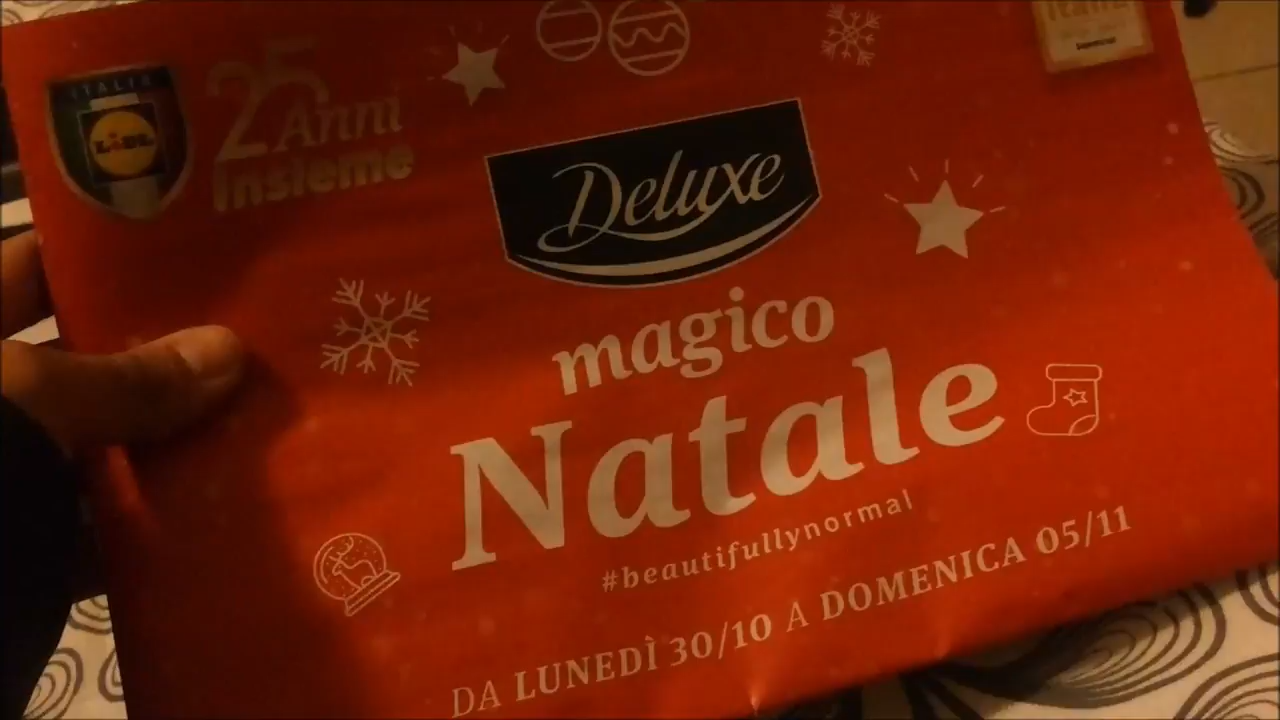 ITALIA
LIDL
25 Anni
Insieme
Deluxe
magico
Natale
#beautifullynormal
DA LUNEDÌ 30/10 A DOMENICA 05/11